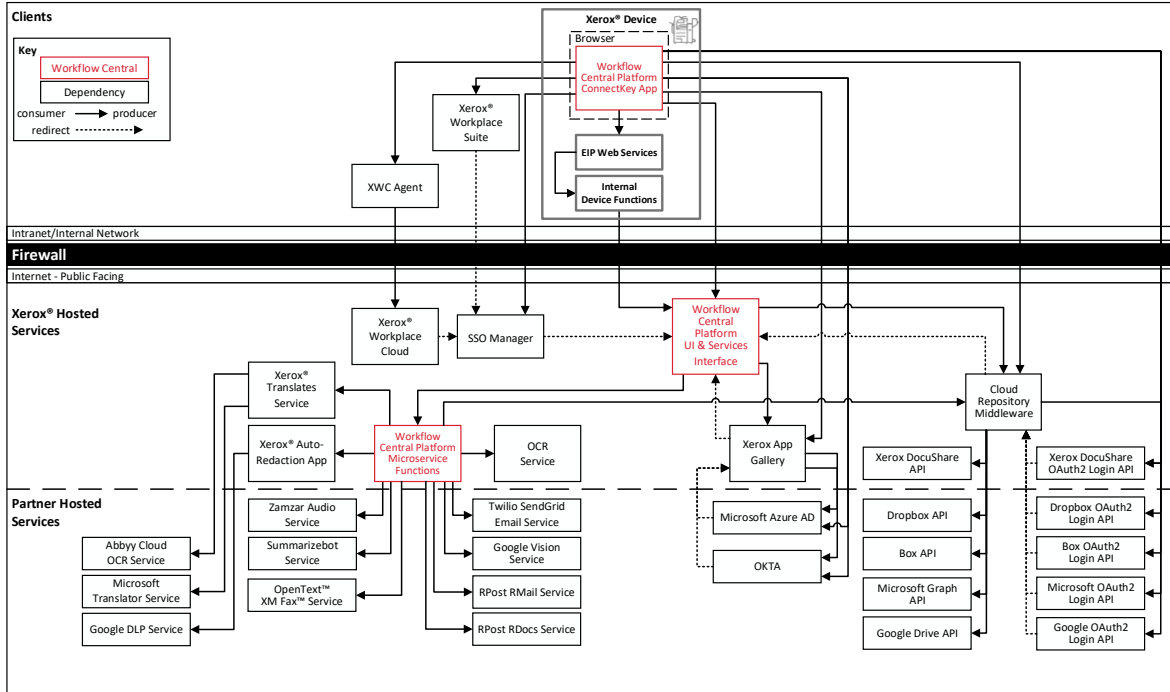 Clients
Key
Workflow Central
Dependency
consumer
producer
redirect
Xerox® Device
Browser
Workflow
Central Platform
ConnectKey App
EIP Web Services
Internal
Device Functions
Xerox®
Workplace
Suite
XWC Agent
Intranet/Internal Network
Firewall
Internet - Public Facing
Xerox® Hosted
Services
Xerox®
Workplace
Cloud
SSO Manager
Workflow
Central
Platform
UI & Services
Interface
Xerox®
Translates
Service
Cloud
Repository
Middleware
Xerox® Auto-
Redaction App
Workflow
Central Platform
Microservice
Functions
OCR
Service
Xerox App
Gallery
Xerox DocuShare
API
Xerox DocuShare
OAuth2 Login API
Partner Hosted
Services
Zamzar Audio
Service
Twilio SendGrid
Email Service
Microsoft Azure AD
Dropbox API
Dropbox OAuth2
Login API
Abbyy Cloud
OCR Service
Summarizebot
Service
Google Vision
Service
OKTA
Box API
Box OAuth2
Login API
Microsoft
Translator Service
OpenText™
XM Fax™ Service
RPost RMail Service
Microsoft Graph
API
Microsoft OAuth2
Login API
Google DLP Service
RPost RDocs Service
Google Drive API
Google OAuth2
Login API